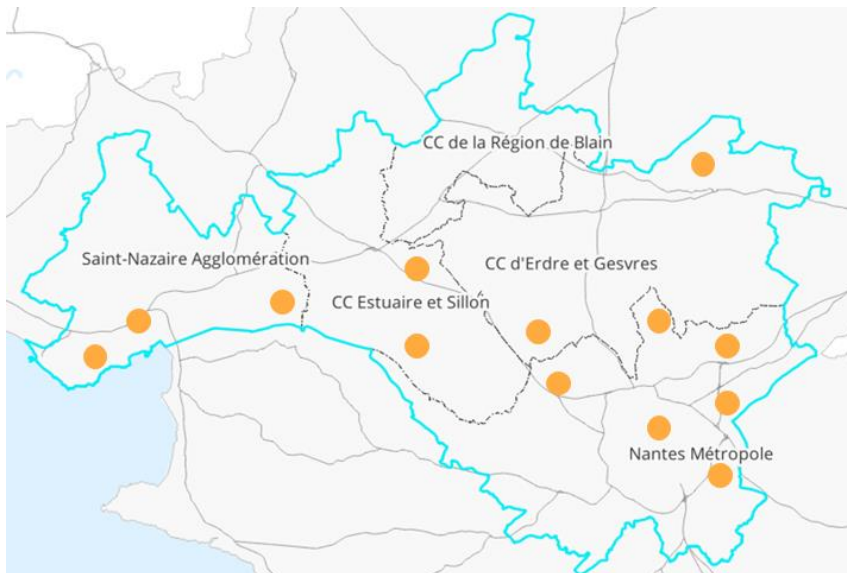 CC de la Région de Blain
Saint-Nazaire Agglomération
CC d'Erdre et Gesvres
CC Estuaire et Sillon
Nantes Métropole